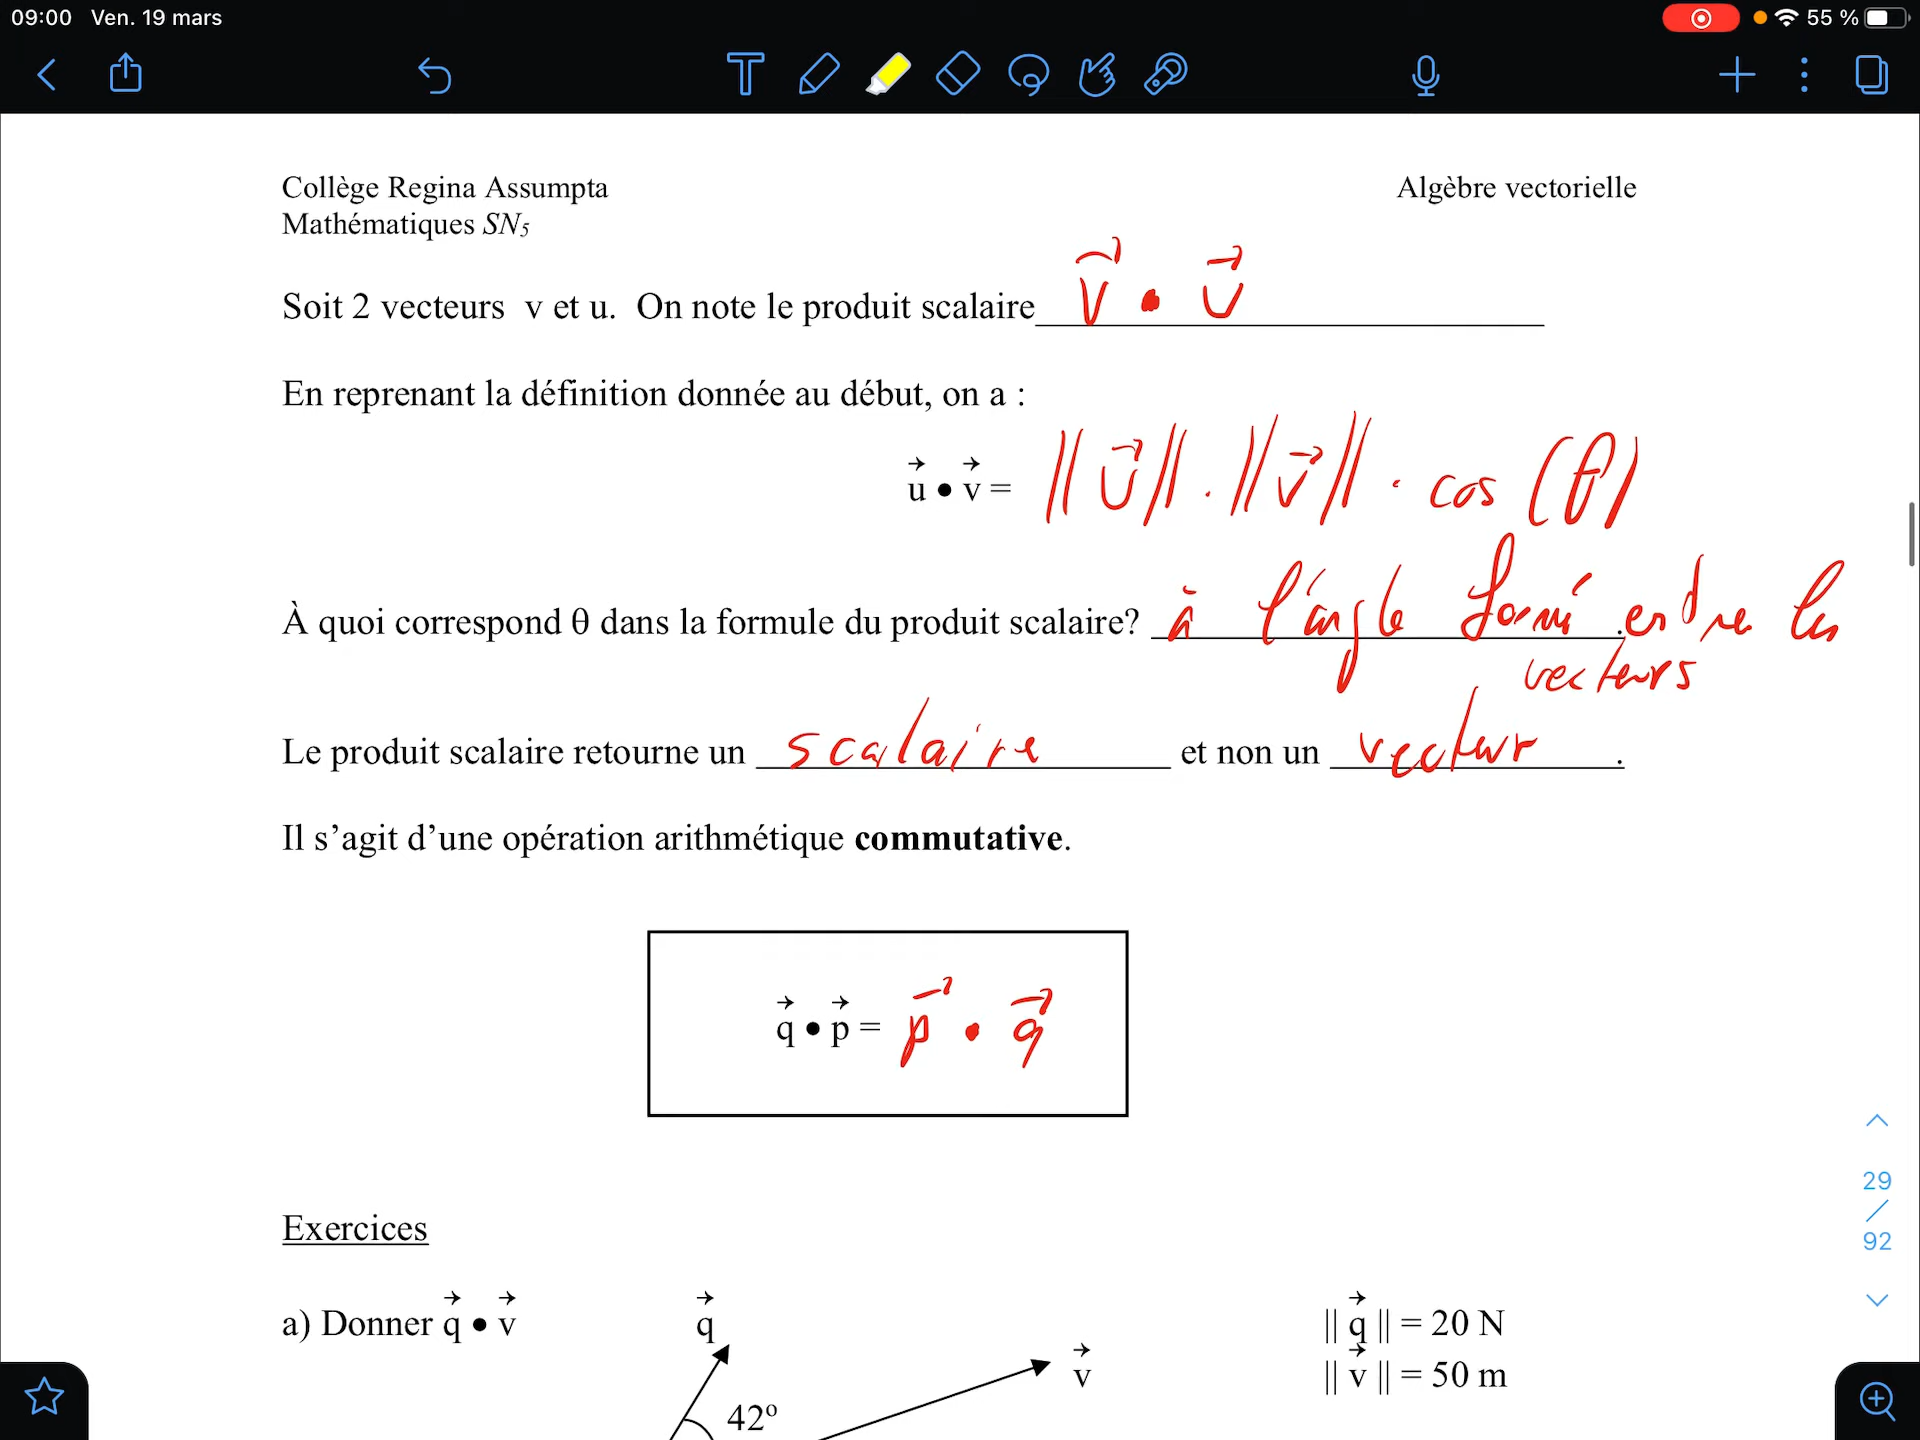 09:00 Ven. 19 mars 55 %
Collège Regina Assumpta Algèbre vectorielle
Mathématiques SN5
Soit 2 vecteurs v et u. On note le produit scalaire v • u
En reprenant la définition donnée au début, on a :
u • v = || u || · || v || · cos (θ)
À quoi correspond θ dans la formule du produit scalaire? à l'angle formé entre les
vecteurs
Le produit scalaire retourne un scalaire et non un vecteur.
Il s'agit d'une opération arithmétique commutative.
q • p = p • q
29
/
92
Exercices
a) Donner q • v
q
v
42º
|| q || = 20 N
|| v || = 50 m